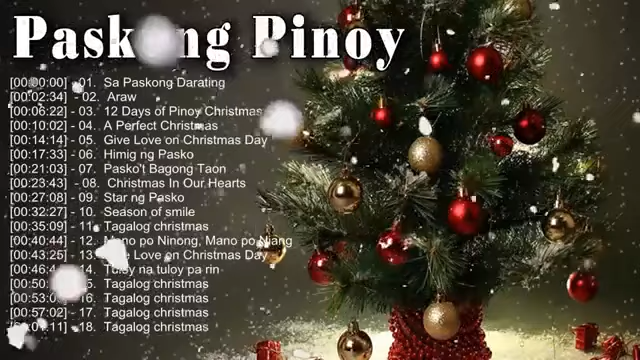 Paskong Pinoy
[00:00:00] - 01. Sa Paskong Darating
[00:02:34] - 02. Araw
[00:06:22] - 03. 12 Days of Pinoy Christmas
[00:10:02] - 04. A Perfect Christmas
[00:14:14] - 05. Give Love on Christmas Day
[00:17:33] - 06. Himig ng Pasko
[00:21:03] - 07. Pasko't Bagong Taon
[00:23:43] - 08. Christmas In Our Hearts
[00:27:08] - 09. Star ng Pasko
[00:32:27] - 10. Season of smile
[00:35:09] - 11. Tagalog christmas
[00:40:44] - 12. Mano po Ninong, Mano po Niang
[00:43:25] - 13. Love on Christmas Day
14. Tuloy na tuloy pa rin
Tagalog christmas
16. Tagalog christmas
[00:57:02] - 17. Tagalog christmas
18. Tagalog christmas